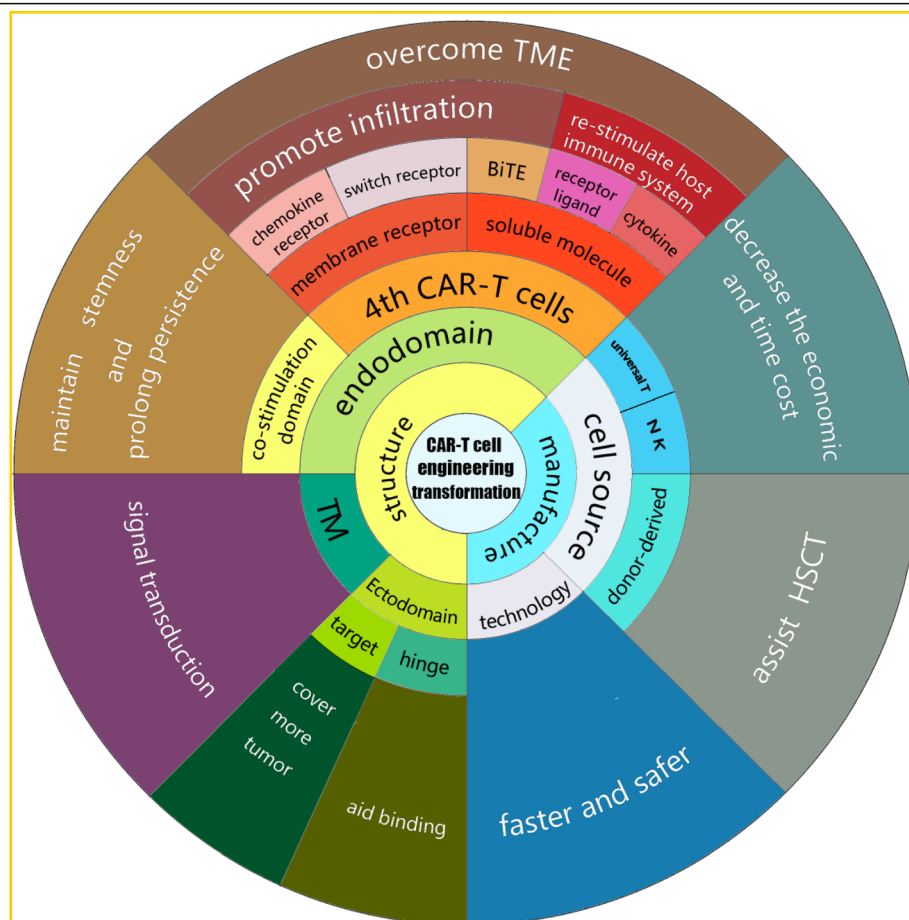 overcome TME
promote infiltration
re-stimulate host
immune system
chemokine
receptor
switch receptor
BiTE
receptor
ligand
cytokine
membrane receptor
soluble molecule
4th CAR-T cells
maintain stemness
and
prolong persistence
co-stimulation
domain
endodomain
universal T
NK
decrease the economic
and time cost
structure
CAR-T cell
engineering
transformation
manufacture
cell source
TM
donor-derived
signal transduction
Ectodomain
technology
assist HSCT
target
hinge
cover
more
tumor
aid binding
faster and safer